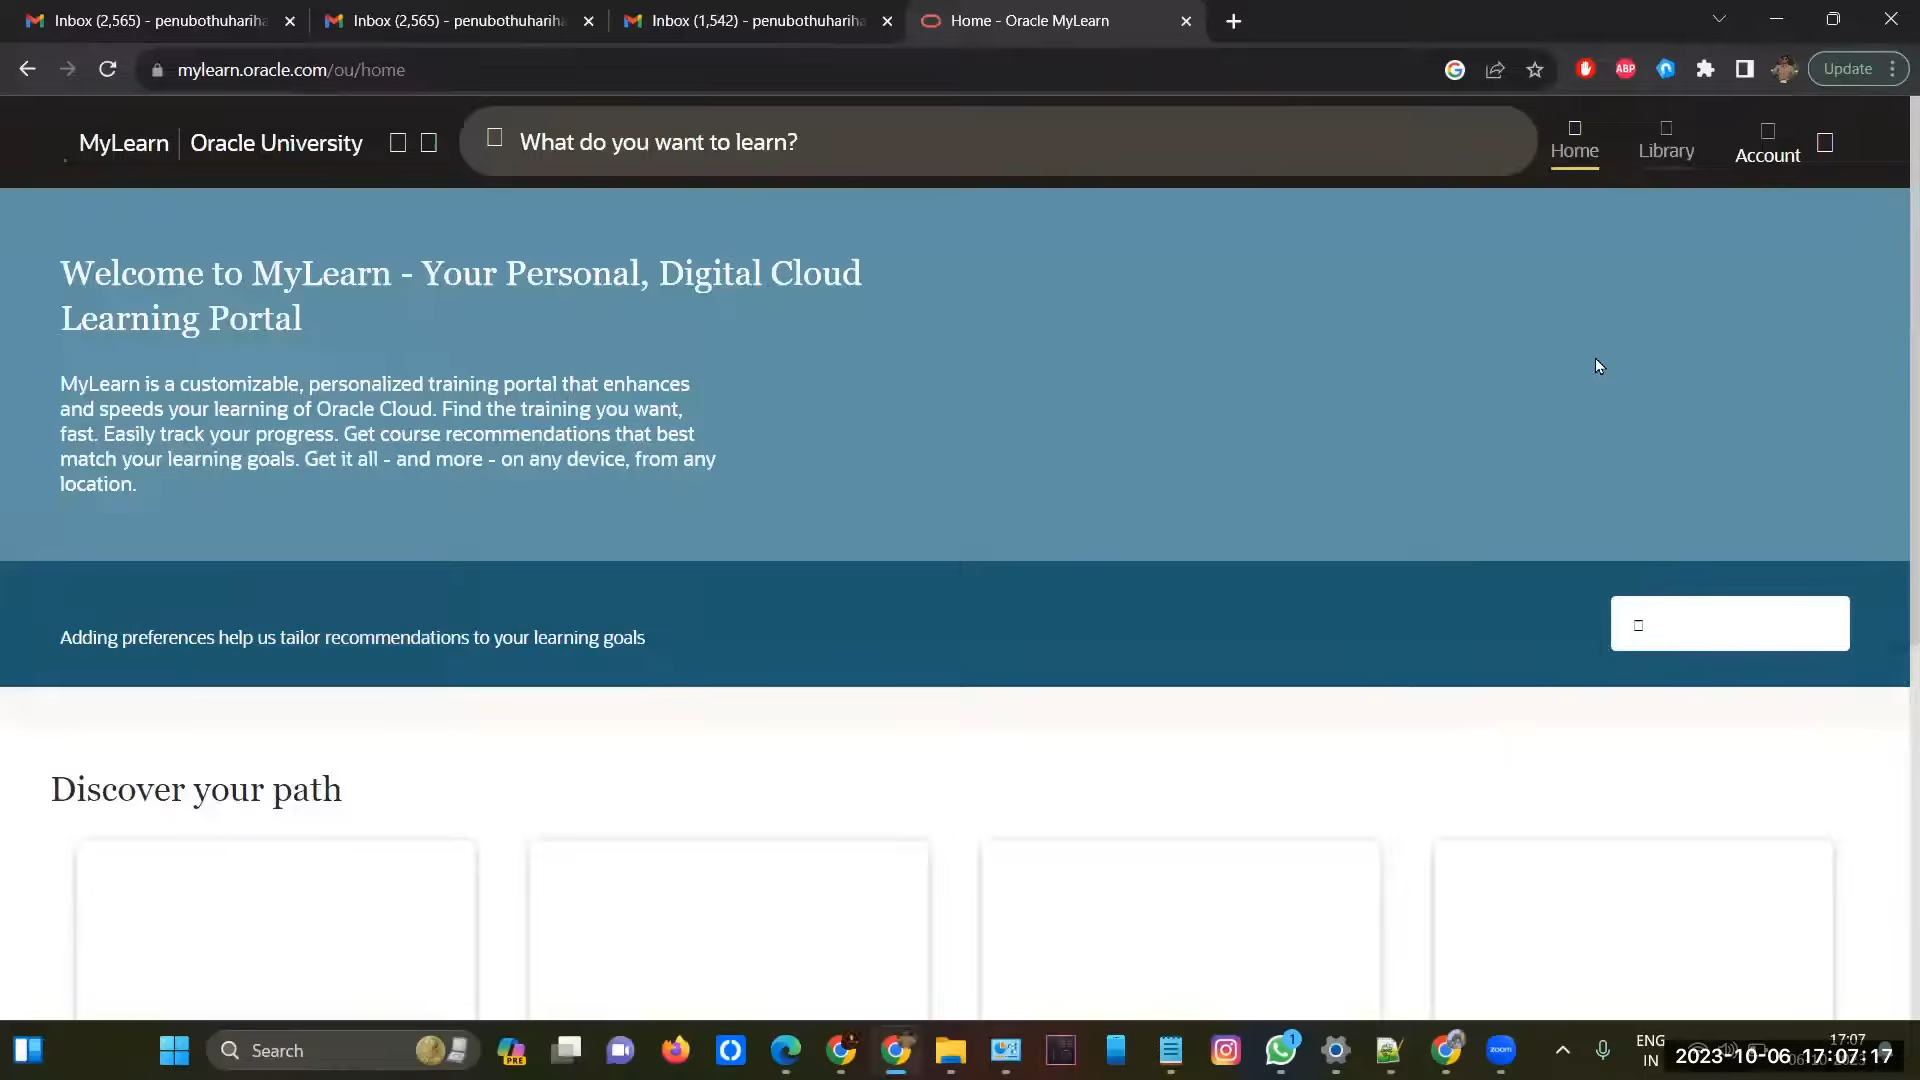 Inbox (2,565) - penubothuhariha
Inbox (2,565) - penubothuhariha
Inbox (1,542) - penubothuhariha
Home - Oracle MyLearn
mylearn.oracle.com/ou/home
ABP
Update
MyLearn | Oracle University
What do you want to learn?
Home
Library
Account
Welcome to MyLearn - Your Personal, Digital Cloud
Learning Portal
MyLearn is a customizable, personalized training portal that enhances
and speeds your learning of Oracle Cloud. Find the training you want,
fast. Easily track your progress. Get course recommendations that best
match your learning goals. Get it all - and more - on any device, from any
location.
Adding preferences help us tailor recommendations to your learning goals
Discover your path
Search
PRE
1
zoom
ENG
IN
17:07
2023-10-06 17:07:17